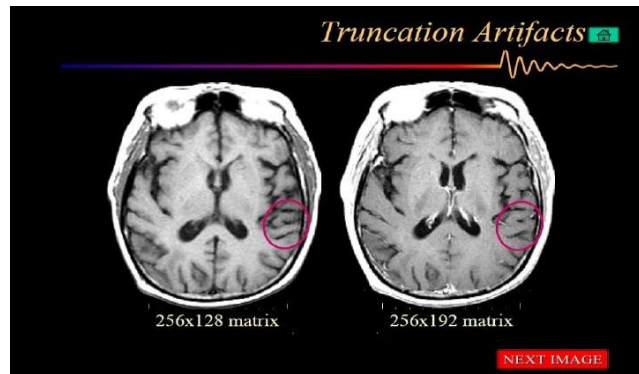 Truncation Artifacts
256x128 matrix
256x192 matrix
NEXT IMAGE